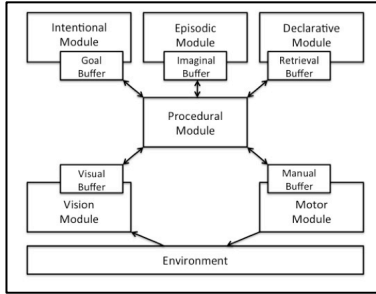 Intentional
Module
Goal
Buffer
Episodic
Module
Imaginal
Buffer
Declarative
Module
Retrieval
Buffer
Procedural
Module
Visual
Buffer
Vision
Module
Manual
Buffer
Motor
Module
Environment